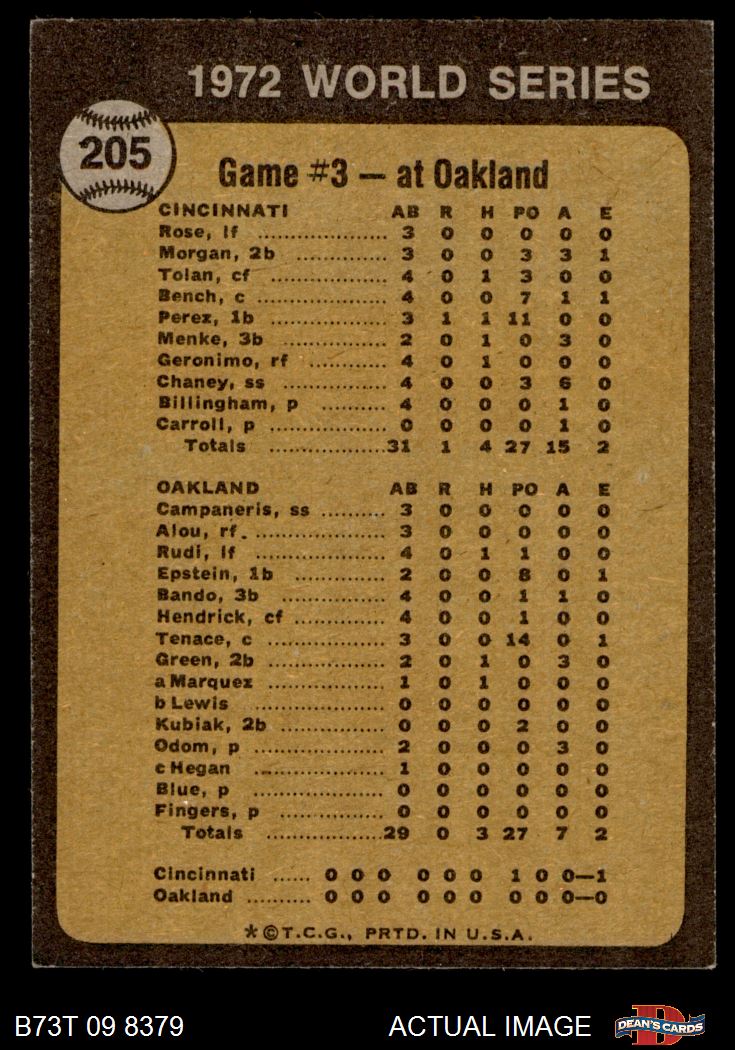 1972 WORLD SERIES
205
Game #3 — at Oakland
CINCINNATI AB R H PO A E
Rose, lf .................... 3 0 0 0 0 0
Morgan, 2b ................ 3 0 0 3 3 1
Tolan, cf .................. 4 0 1 3 0 0
Bench, c .................... 4 0 0 7 1 1
Perez, 1b .................. 3 1 1 11 0 0
Menke, 3b ................ 2 0 1 0 3 0
Geronimo, rf ............ 4 0 1 0 0 0
Chaney, ss ................ 4 0 0 3 6 0
Billingham, p .......... 4 0 0 0 1 0
Carroll, p .................. 0 0 0 0 1 0
Totals ..................31 1 4 27 15 2
OAKLAND AB R H PO A E
Campaneris, ss .......... 3 0 0 0 0 0
Alou, rf. .................... 3 0 0 0 0 0
Rudi, lf .................... 4 0 1 1 0 0
Epstein, 1b .............. 2 0 0 8 0 1
Bando, 3b ................ 4 0 0 1 1 0
Hendrick, cf .............. 4 0 0 1 0 0
Tenace, c .................. 3 0 0 14 0 1
Green, 2b .................. 2 0 1 0 3 0
a Marquez .................. 1 0 1 0 0 0
b Lewis .................... 0 0 0 0 0 0
Kubiak, 2b ................ 0 0 0 2 0 0
Odom, p .................... 2 0 0 0 3 0
c Hegan .................... 1 0 0 0 0 0
Blue, p .................... 0 0 0 0 0 0
Fingers, p ................ 0 0 0 0 0 0
Totals ..................29 0 3 27 7 2
Cincinnati ...... 0 0 0 0 0 0 1 0 0—1
Oakland .......... 0 0 0 0 0 0 0 0 0—0
*©T.C.G., PRTD. IN U.S.A.
B73T 09 8379 ACTUAL IMAGE D DEAN'S CARDS